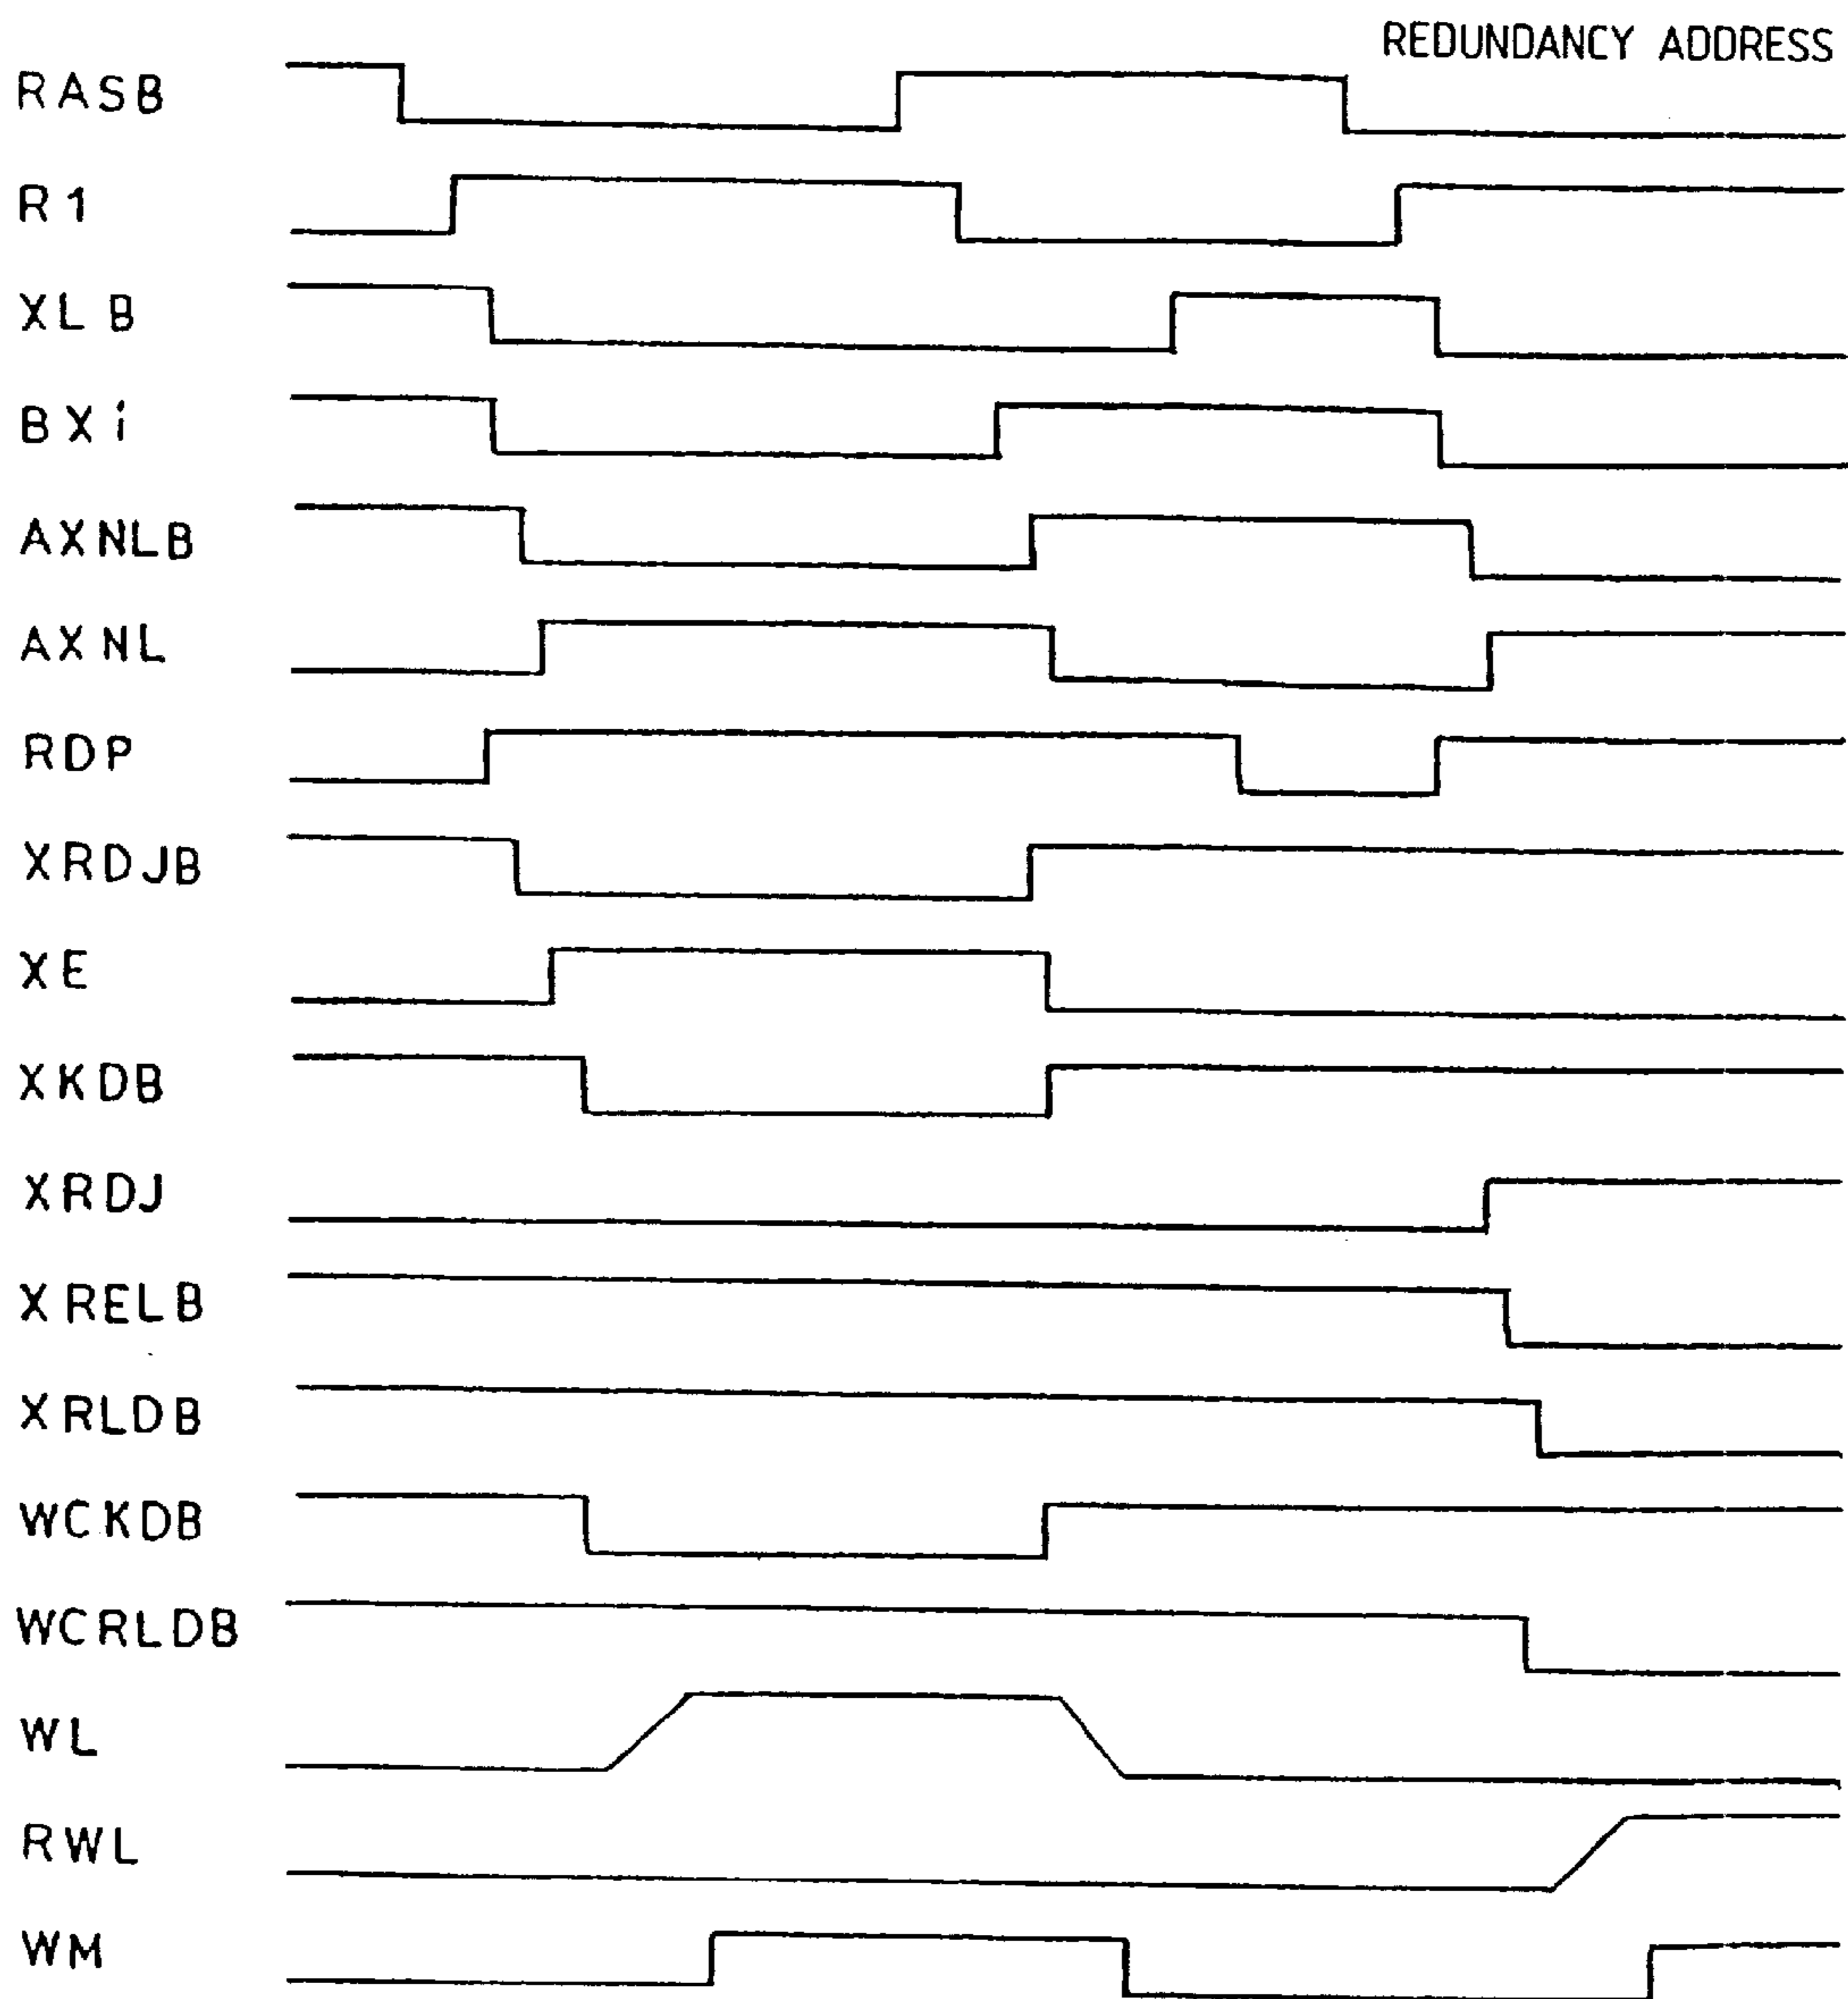 REDUNDANCY ADDRESS
RASB
R1
XLB
BXi
AXNLB
AXNL
RDP
XRDJB
XE
XKDB
XRDJ
XRELB
XRLDB
WCKDB
WCRLDB
WL
RWL
WM